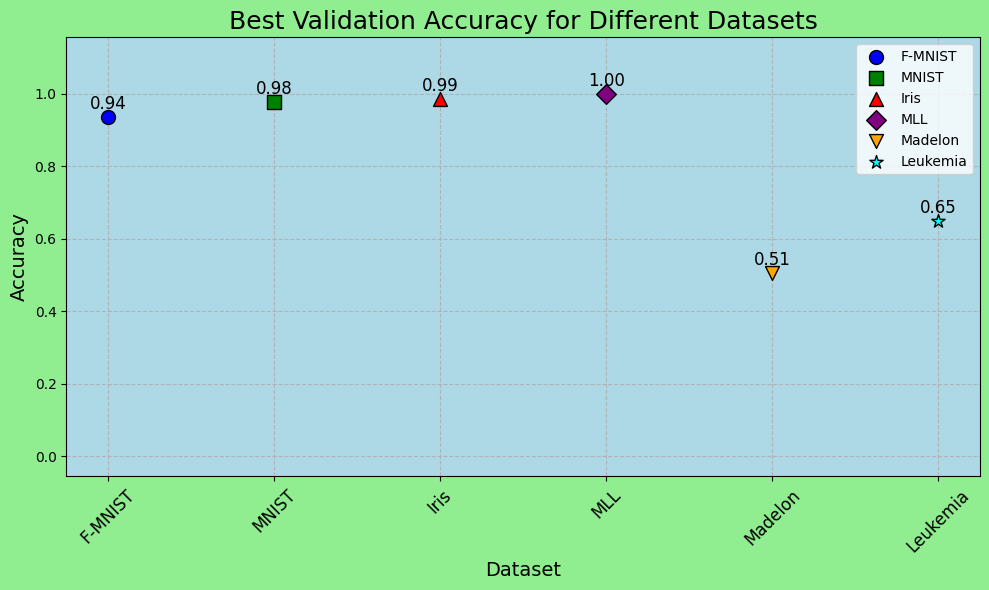 Best Validation Accuracy for Different Datasets
Accuracy
1.0
0.8
0.6
0.4
0.2
0.0
0.94
0.98
0.99
1.00
0.51
0.65
F-MNIST
MNIST
Iris
MLL
Madelon
Leukemia
F-MNIST
MNIST
Iris
MLL
Madelon
Leukemia
Dataset